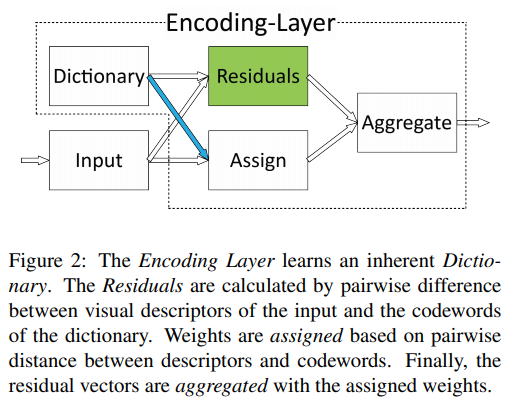 Encoding-Layer
Dictionary
Residuals
Aggregate
Input
Assign
Figure 2: The Encoding Layer learns an inherent Dictio-
nary. The Residuals are calculated by pairwise difference
between visual descriptors of the input and the codewords
of the dictionary. Weights are assigned based on pairwise
distance between descriptors and codewords. Finally, the
residual vectors are aggregated with the assigned weights.